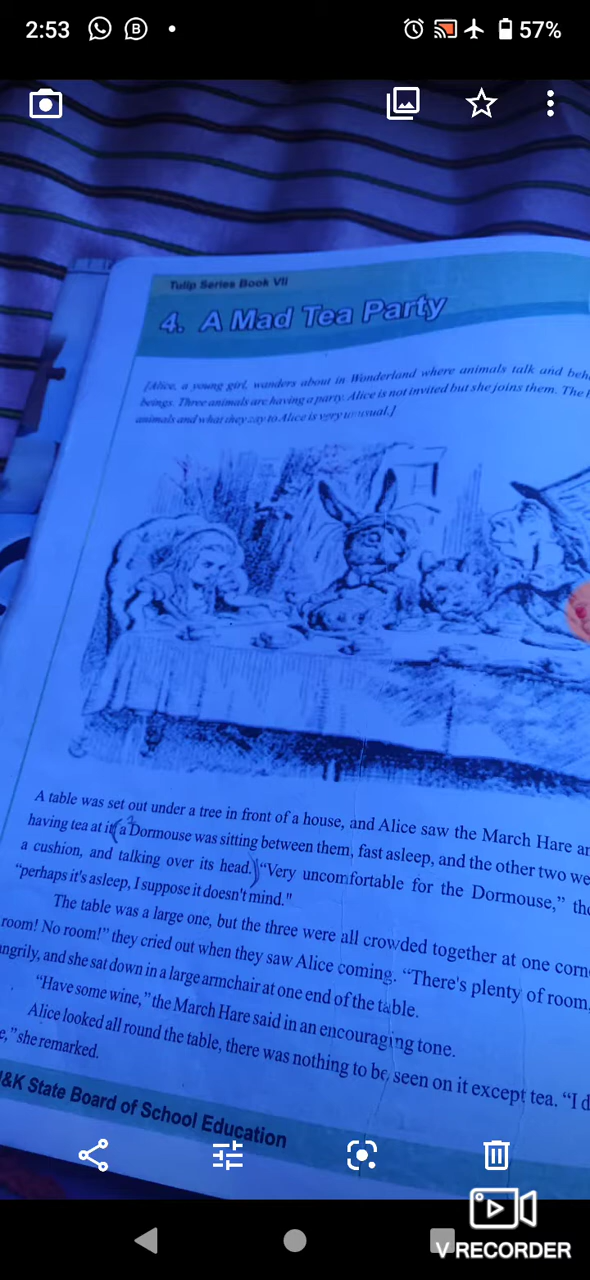 2:53
57%
Tulip Series Book VII
4. A Mad Tea Party
[Alice, a young girl, wanders about in Wonderland where animals talk and beh
beings. Three animals are having a party. Alice is not invited but she joins them. The
animals and what they say to Alice is very unusual.]
A table was set out under a tree in front of a house, and Alice saw the March Hare a
having tea at it (a Dormouse was sitting between them, fast asleep, and the other two we
a cushion, and talking over its head.) "Very uncomfortable for the Dormouse," th
"perhaps it's asleep, I suppose it doesn't mind."
The table was a large one, but the three were all crowded together at one corn
room! No room!" they cried out when they saw Alice coming. "There's plenty of room,
ngrily, and she sat down in a large armchair at one end of the table.
"Have some wine," the March Hare said in an encouraging tone.
Alice looked all round the table, there was nothing to be seen on it except tea. "I d
e," she remarked.
J&K State Board of School Education
V RECORDER